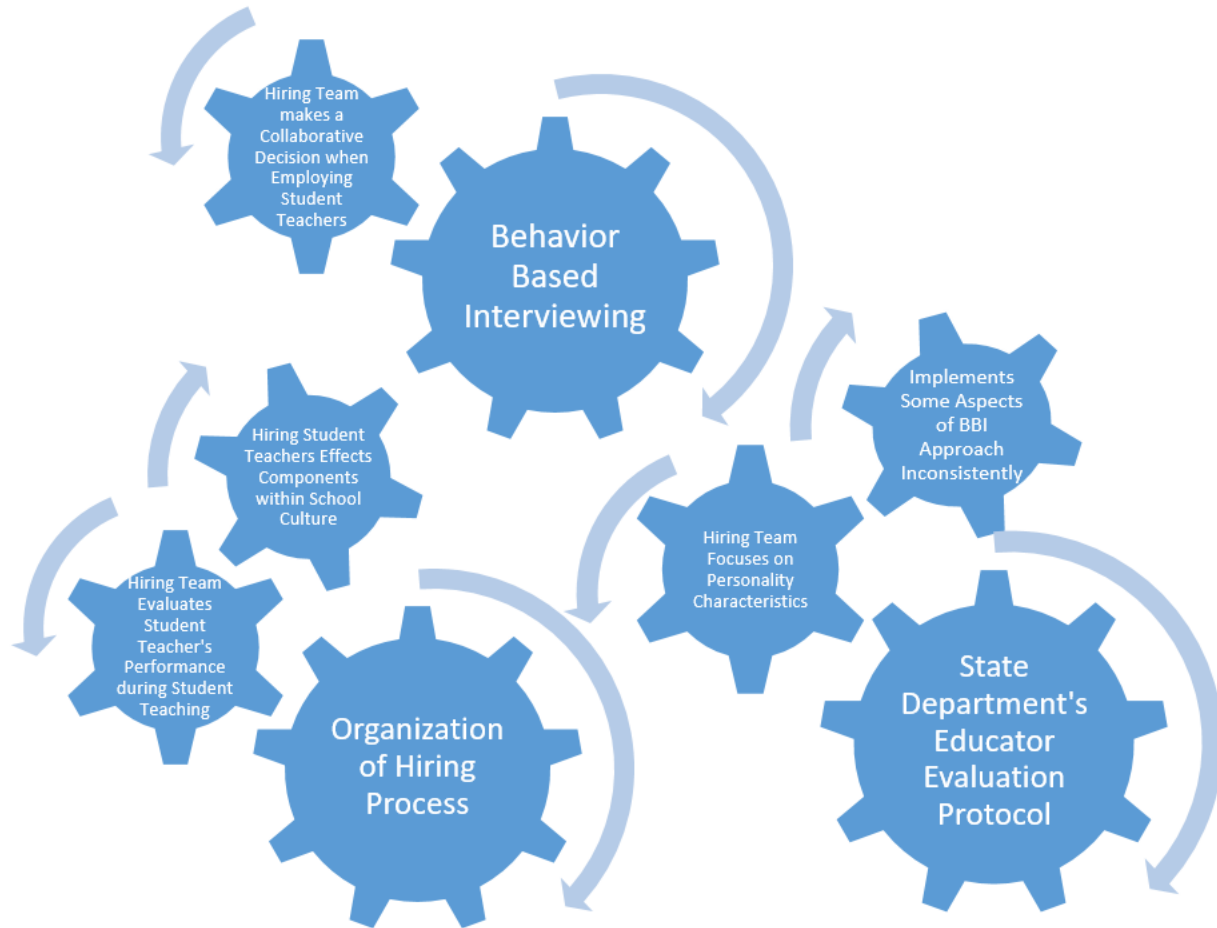 Hiring Team
makes a
Collaborative
Decision when
Employing
Student
Teachers
Behavior
Based
Interviewing
Implements
Some Aspects
of BBI
Approach
Inconsistently
Hiring Student
Teachers Effects
Components
within School
Culture
Hiring Team
Focuses on
Personality
Characteristics
Hiring Team
Evaluates
Student
Teacher's
Performance
during Student
Teaching
Organization
of Hiring
Process
State
Department's
Educator
Evaluation
Protocol